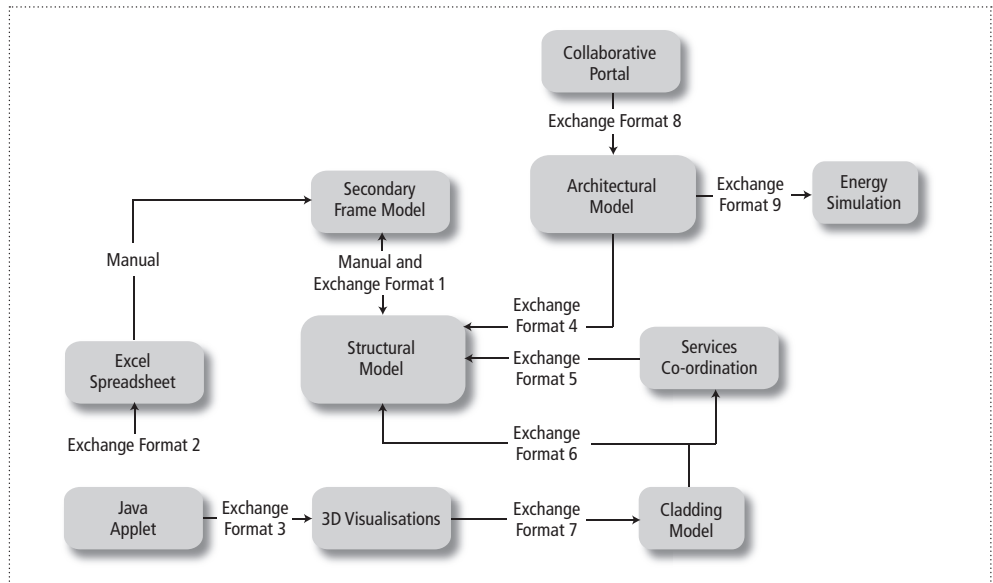 Collaborative
Portal
Exchange Format 8
Architectural
Model
Exchange
Format 9
Energy
Simulation
Secondary
Frame Model
Manual
Manual and
Exchange Format 1
Exchange
Format 4
Structural
Model
Exchange
Format 5
Services
Co-ordination
Excel
Spreadsheet
Exchange Format 2
Exchange
Format 6
Java
Applet
Exchange
Format 3
3D Visualisations
Exchange
Format 7
Cladding
Model